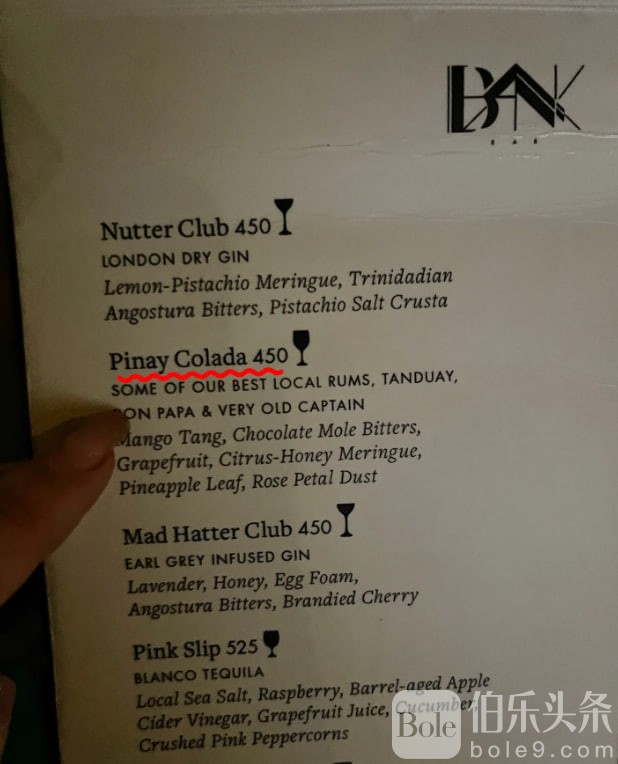 BANK
BAR
Nutter Club 450
LONDON DRY GIN
Lemon-Pistachio Meringue, Trinidadian
Angostura Bitters, Pistachio Salt Crusta
Pinay Colada 450
SOME OF OUR BEST LOCAL RUMS, TANDUAY,
DON PAPA & VERY OLD CAPTAIN
Mango Tang, Chocolate Mole Bitters,
Grapefruit, Citrus-Honey Meringue,
Pineapple Leaf, Rose Petal Dust
Mad Hatter Club 450
EARL GREY INFUSED GIN
Lavender, Honey, Egg Foam,
Angostura Bitters, Brandied Cherry
Pink Slip 525
BLANCO TEQUILA
Local Sea Salt, Raspberry, Barrel-aged Apple
Cider Vinegar, Grapefruit Juice, Cucumber,
Crushed Pink Peppercorns
Bole 伯乐头条
bole9.com